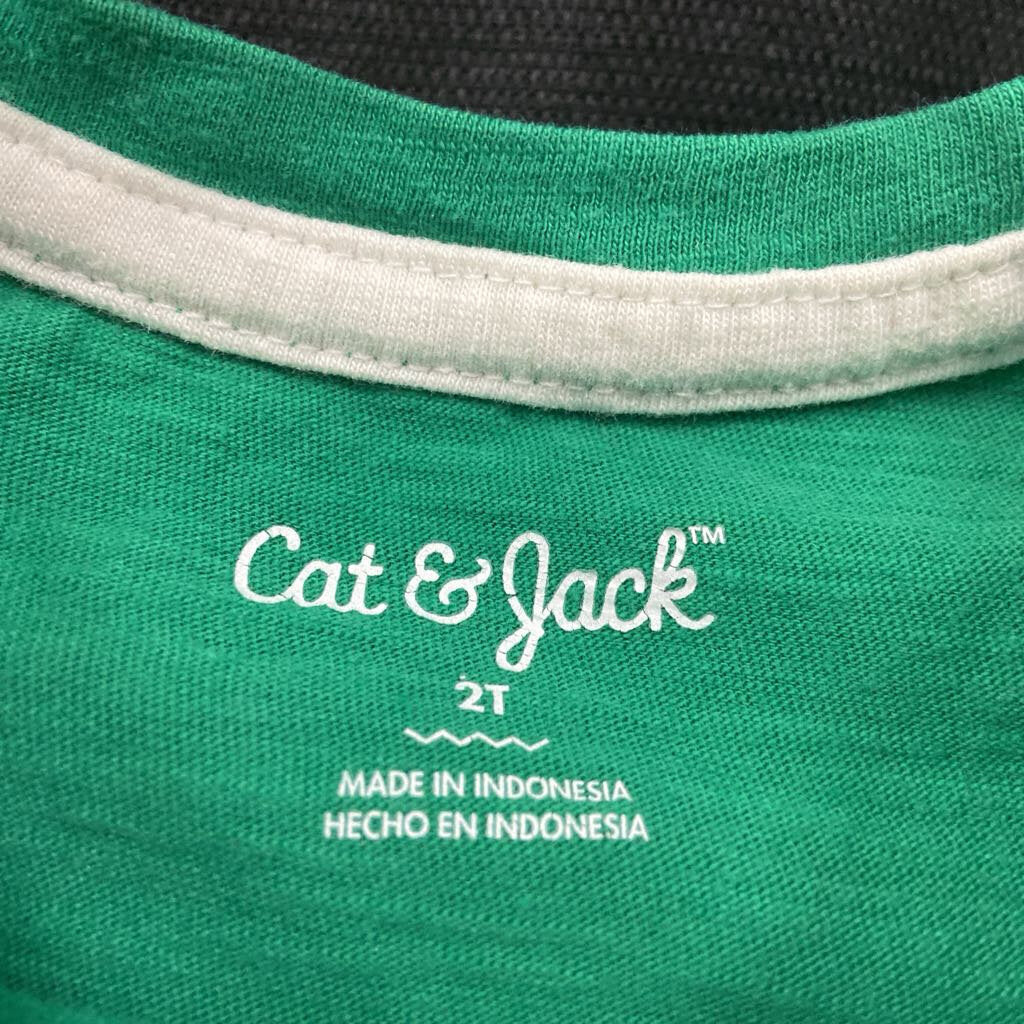 Cat & Jack™
2T
MADE IN INDONESIA
HECHO EN INDONESIA